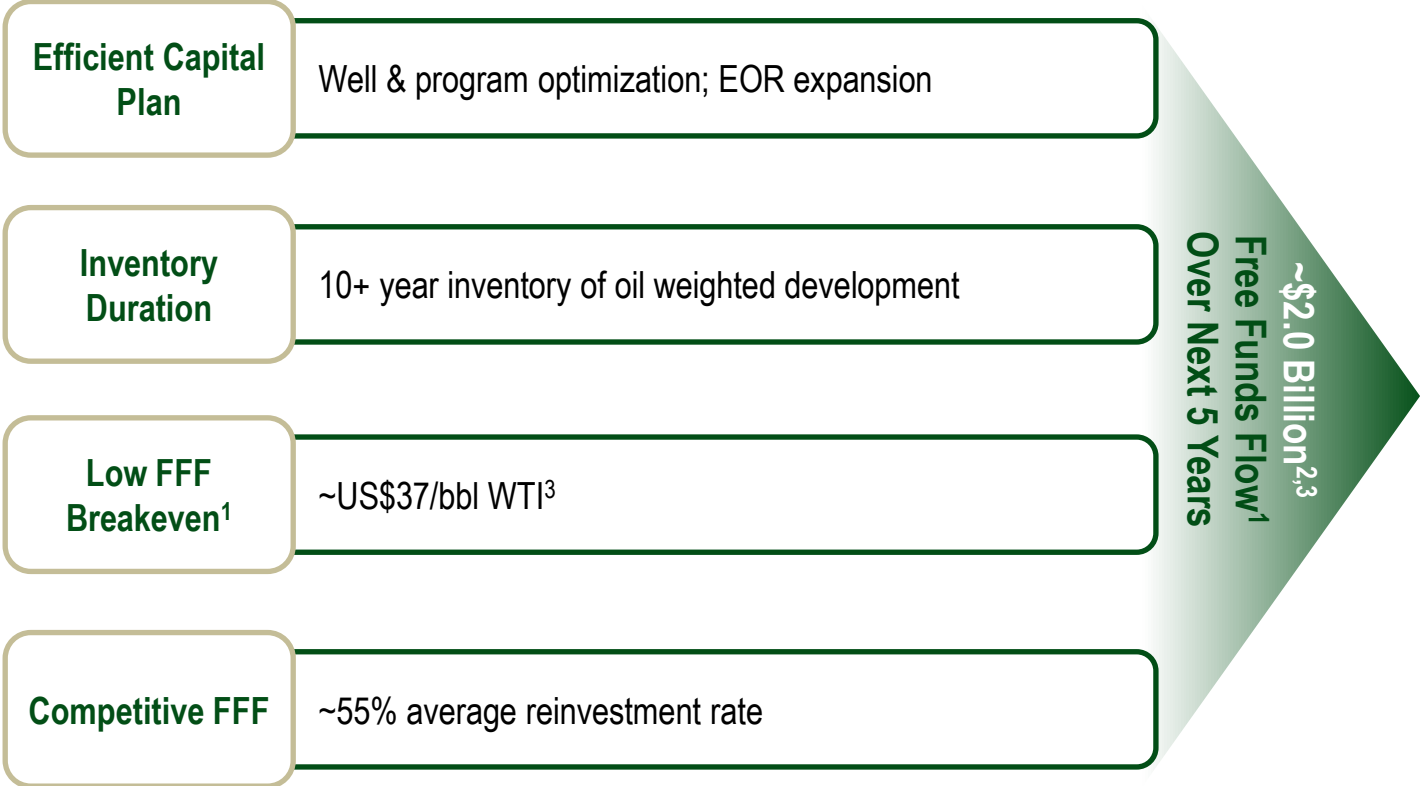 Efficient Capital
Plan
Well & program optimization; EOR expansion
Inventory
Duration
10+ year inventory of oil weighted development
Low FFF
Breakeven¹
~US$37/bbl WTI³
Competitive FFF
~55% average reinvestment rate
~$2.0 Billion²,³
Free Funds Flow¹
Over Next 5 Years